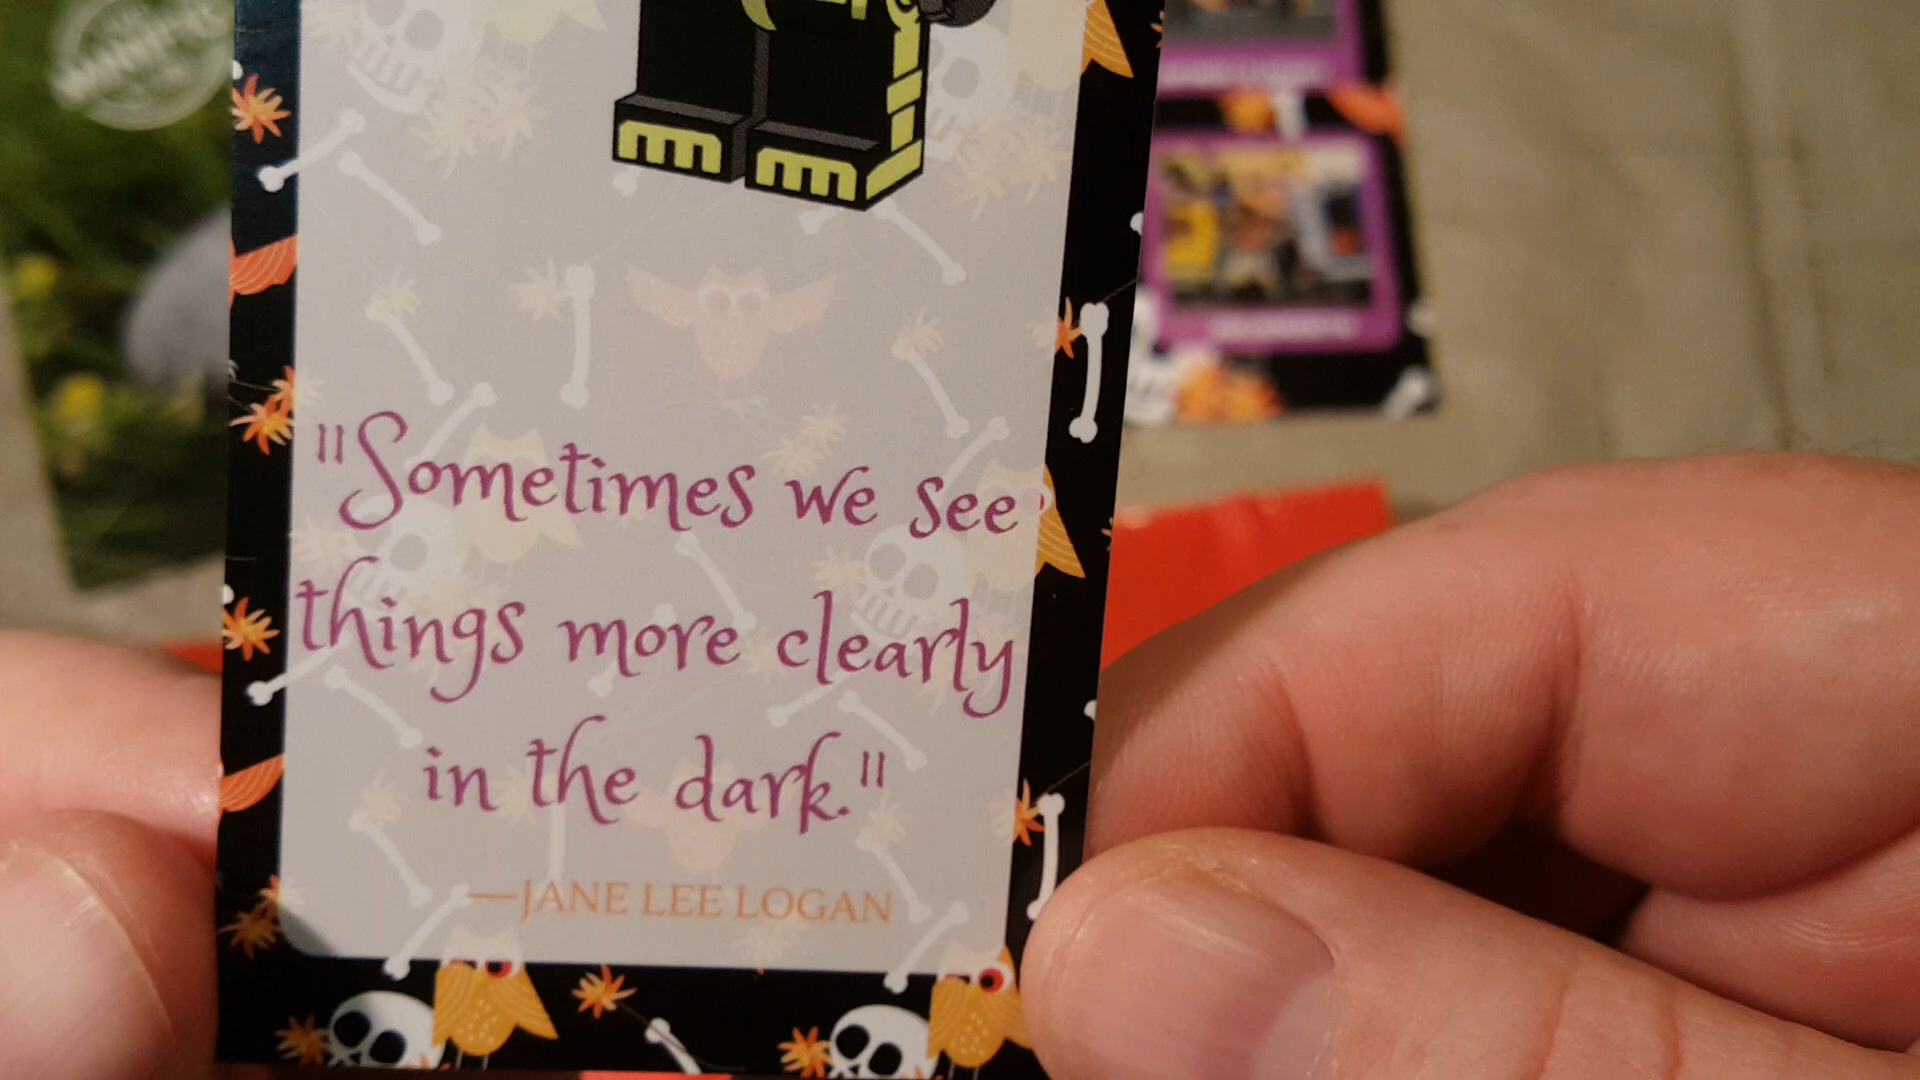 "Sometimes we see
things more clearly
in the dark."
—JANE LEE LOGAN